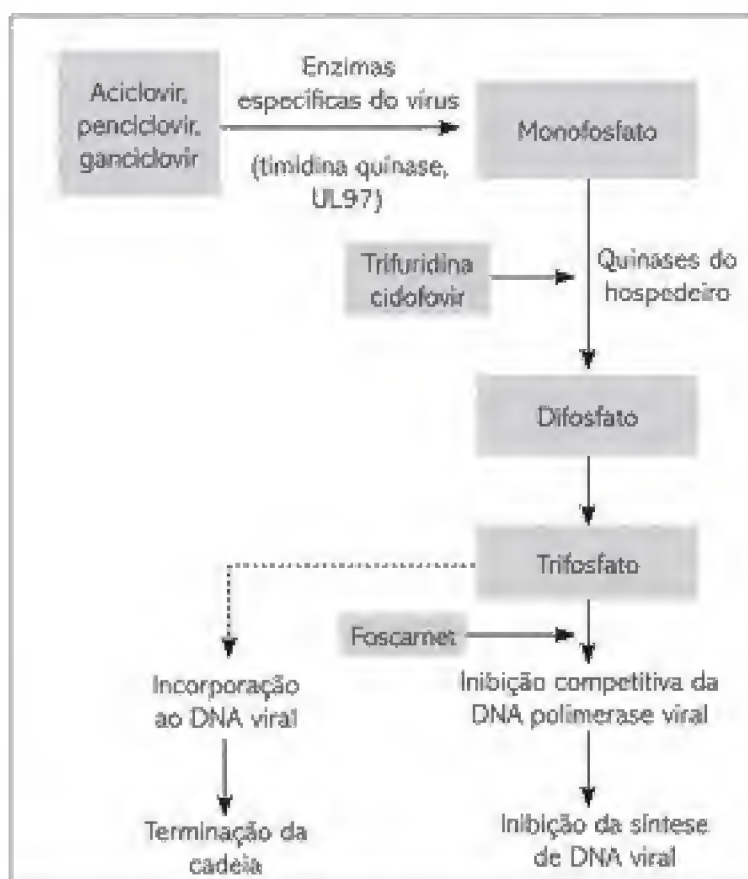 Aciclovir,
penciclovir,
ganciclovir
Enzimas
específicas do vírus
(timidina quinase,
UL97)
Monofosfato
Trifuridina
cidofovir
Quinases do
hospedeiro
Difosfato
Trifosfato
Foscarnet
Incorporação
ao DNA viral
Inibição competitiva da
DNA polimerase viral
Terminação da
cadeia
Inibição da síntese
de DNA viral